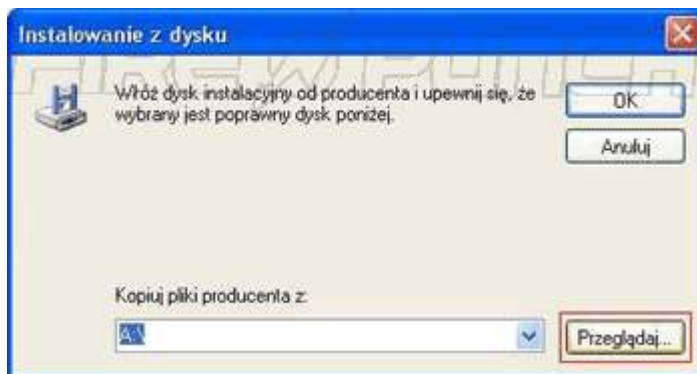 Instalowanie z dysku
Włóż dysk instalacyjny od producenta i upewnij się, że
wybrany jest poprawny dysk poniżej.
OK
Anuluj
Kopiuj pliki producenta z:
A:\
Przeglądaj...